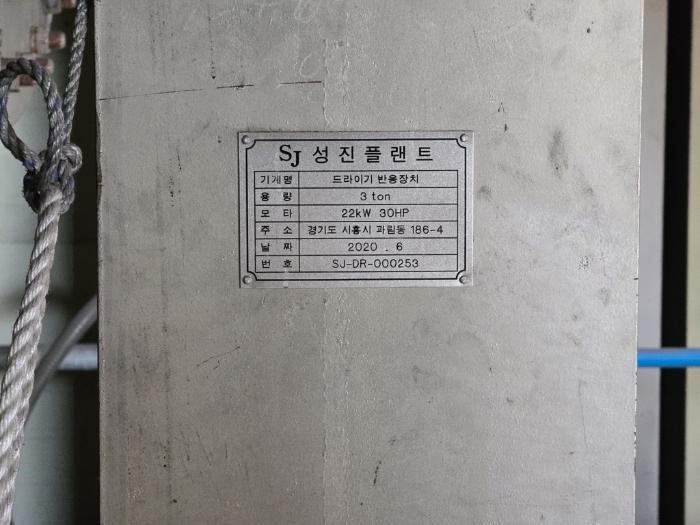 SJ 성진플랜트
기계명 드라이기 반응장치
용량 3 ton
모타 22kW 30HP
주소 경기도 시흥시 과림동 186-4
날짜 2020 . 6
번호 SJ-DR-000253